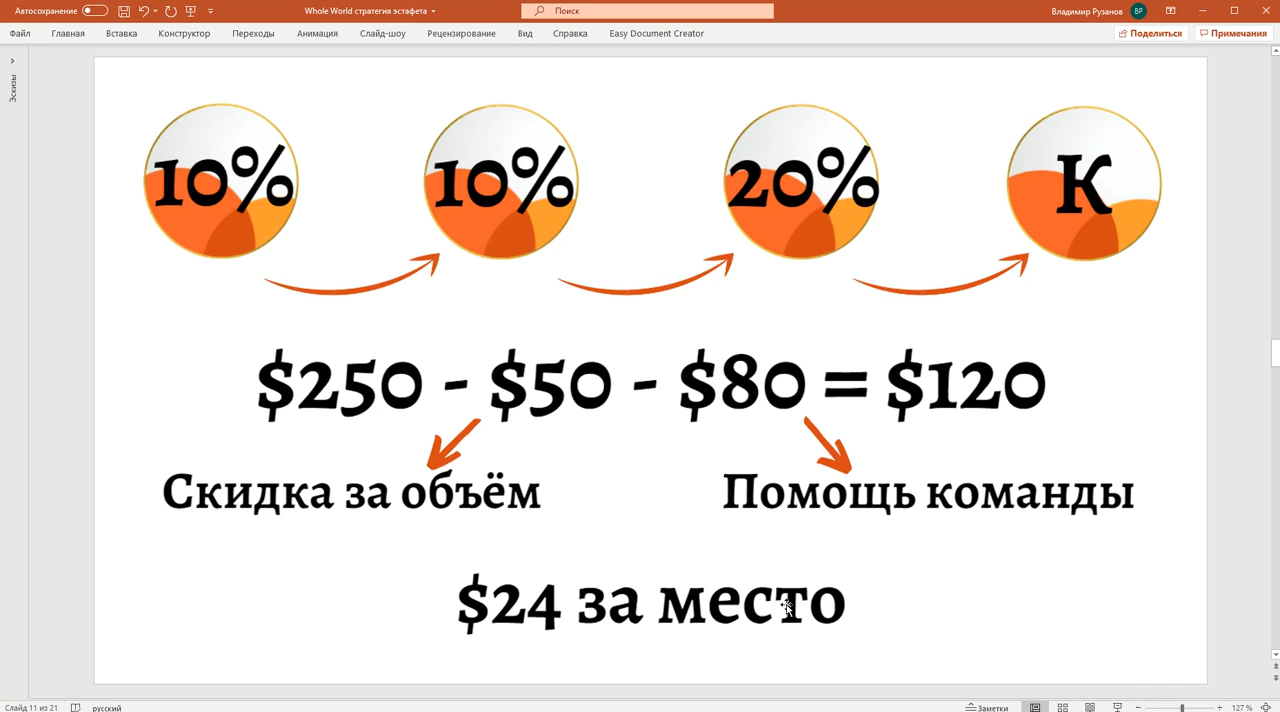 Автосохранение
Whole World стратегия эстафета
Поиск
Владимир Рузанов
ВР
Файл Главная Вставка Конструктор Переходы Анимация Слайд-шоу Рецензирование Вид Справка Easy Document Creator
Поделиться Примечания
Эскизы
10% 10% 20% К
$250 - $50 - $80 = $120
Скидка за объём Помощь команды
$24 за место
Слайд 11 из 21 русский Заметки 127 %